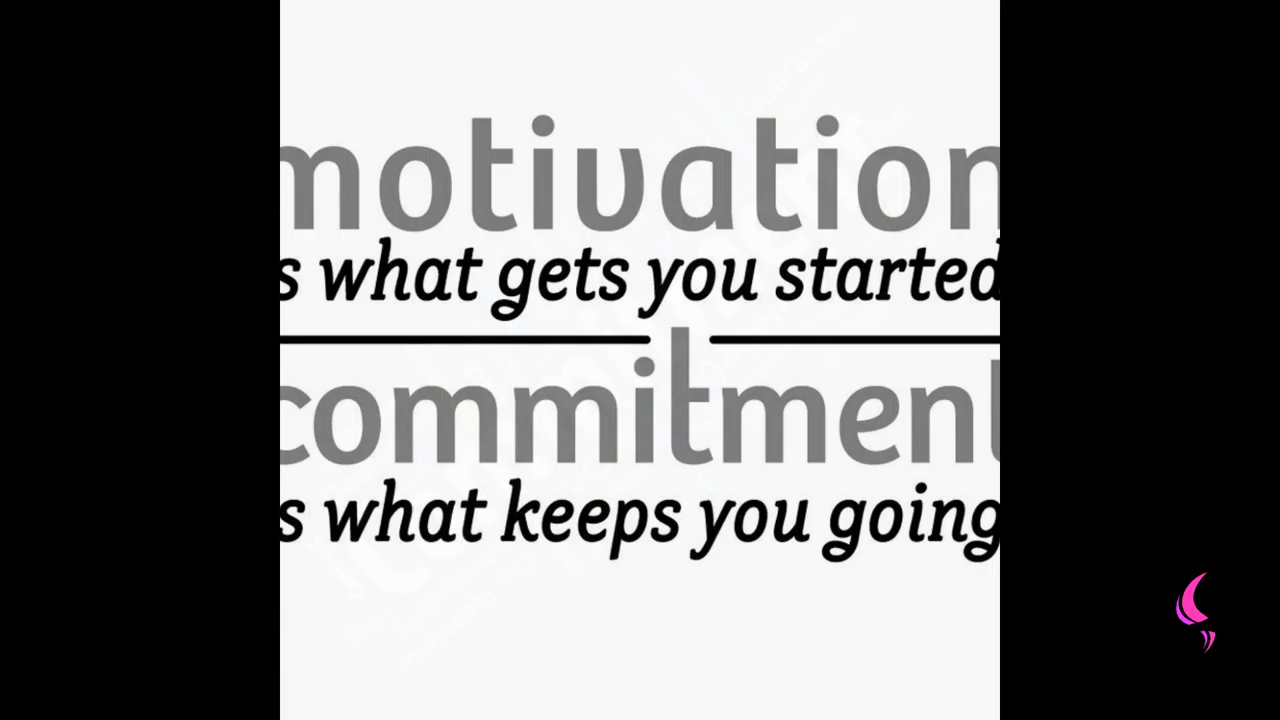 motivation
s what gets you started
commitment
s what keeps you going